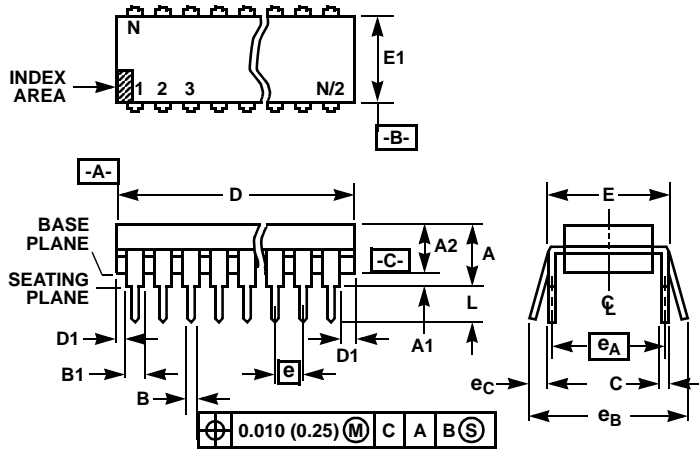 N
E1
INDEX
AREA
1 2 3 N/2
-B-
-A-
D
E
BASE
PLANE
A2
A
-C-
SEATING
PLANE
L
C
L
D1
A1
D1
B1
e
eA
B
eC
C
eB
0.010 (0.25) M C A B S